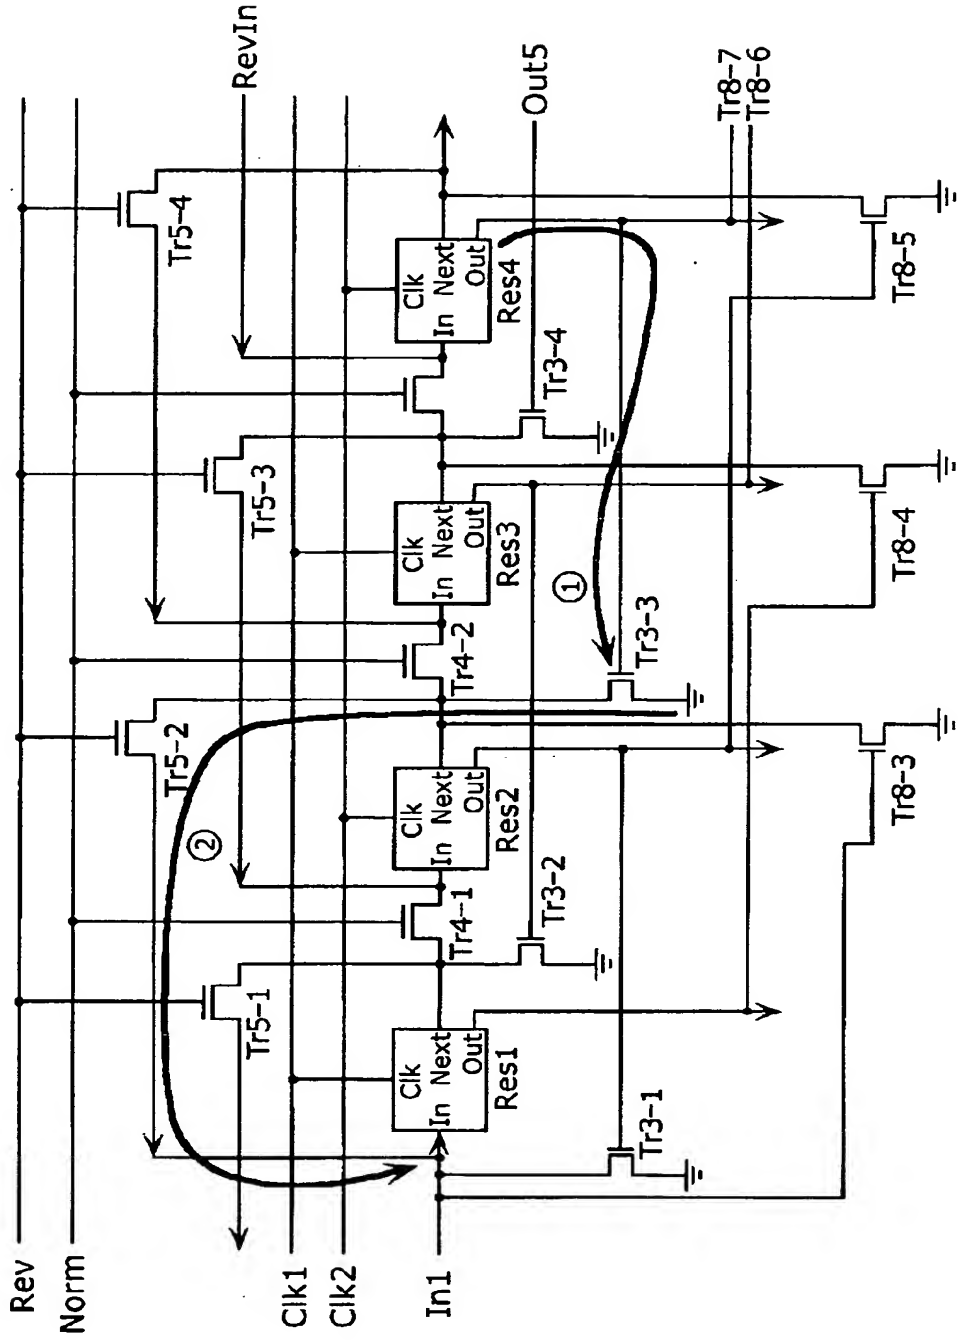 Rev
Norm
Clk1
Clk2
In1
RevIn
Out5
Tr8-7
Tr8-6
Tr5-1
Tr5-2
Tr5-3
Tr5-4
Tr4-1
Tr4-2
Clk
In Next
Out
Res1
Clk
In Next
Out
Res2
Clk
In Next
Out
Res3
Clk
In Next
Out
Res4
Tr3-1
Tr3-2
Tr3-3
Tr3-4
①
②
Tr8-3
Tr8-4
Tr8-5